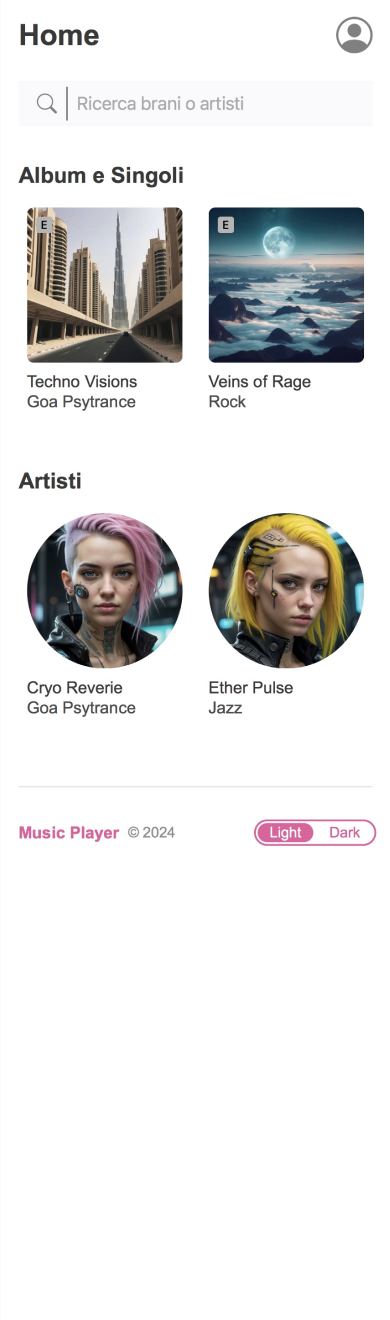 Home
Ricerca brani o artisti
Album e Singoli
E
E
Techno Visions
Goa Psytrance
Veins of Rage
Rock
Artisti
Cryo Reverie
Goa Psytrance
Ether Pulse
Jazz
Music Player © 2024
Light Dark